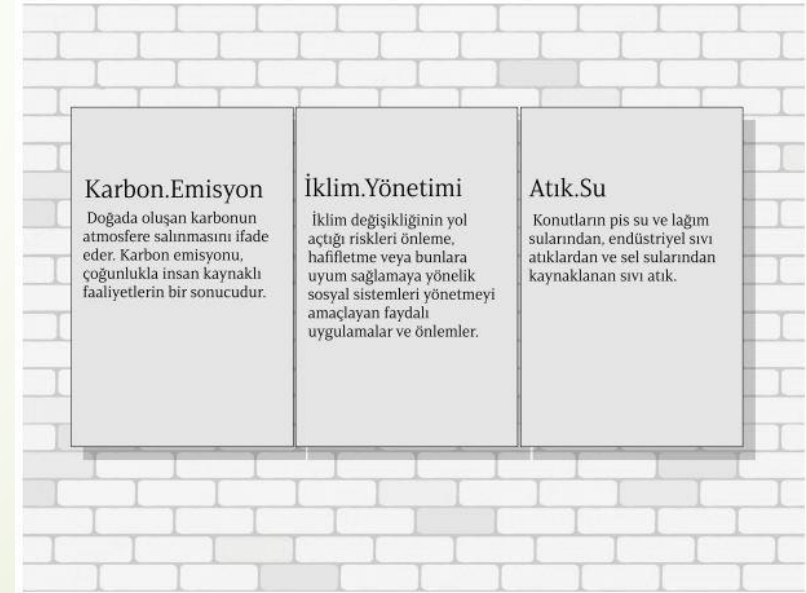 Karbon.Emisyon
Doğada oluşan karbonun
atmosfere salınmasını ifade
eder. Karbon emisyonu,
çoğunlukla insan kaynaklı
faaliyetlerin bir sonucudur.
İklim.Yönetimi
İklim değişikliğinin yol
açtığı riskleri önleme,
hafifletme veya bunlara
uyum sağlamaya yönelik
sosyal sistemleri yönetmeyi
amaçlayan faydalı
uygulamalar ve önlemler.
Atık.Su
Konutların pis su ve lağım
sularından, endüstriyel sıvı
atıklardan ve sel sularından
kaynaklanan sıvı atık.